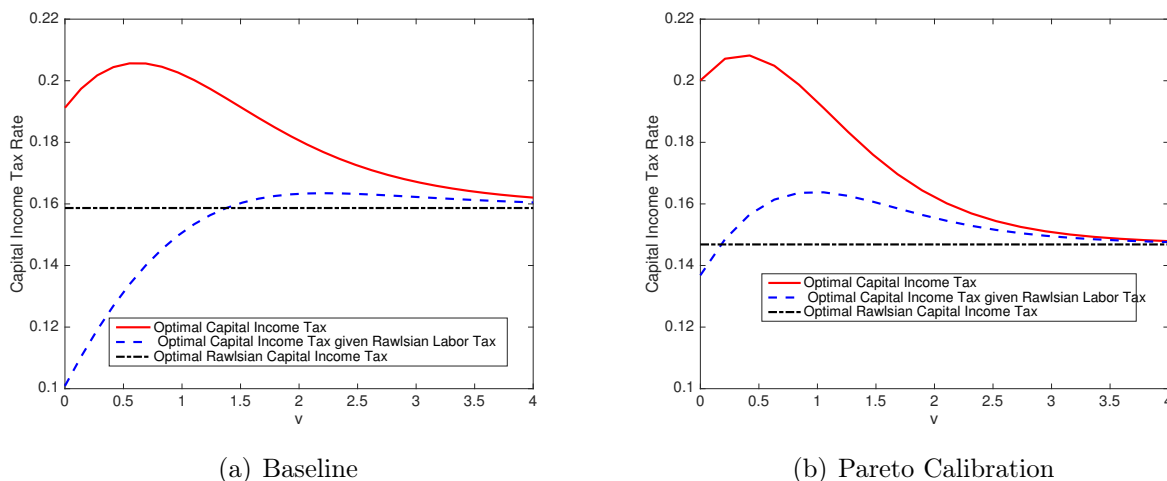 Capital Income Tax Rate
0.22
0.2
0.18
0.16
0.14
0.12
0.1
Optimal Capital Income Tax
Optimal Capital Income Tax given Rawlsian Labor Tax
Optimal Rawlsian Capital Income Tax
0 0.5 1 1.5 2 2.5 3 3.5 4
v
(a) Baseline
Capital Income Tax Rate
0.22
0.2
0.18
0.16
0.14
0.12
0.1
Optimal Capital Income Tax
Optimal Capital Income Tax given Rawlsian Labor Tax
Optimal Rawlsian Capital Income Tax
0 0.5 1 1.5 2 2.5 3 3.5 4
v
(b) Pareto Calibration